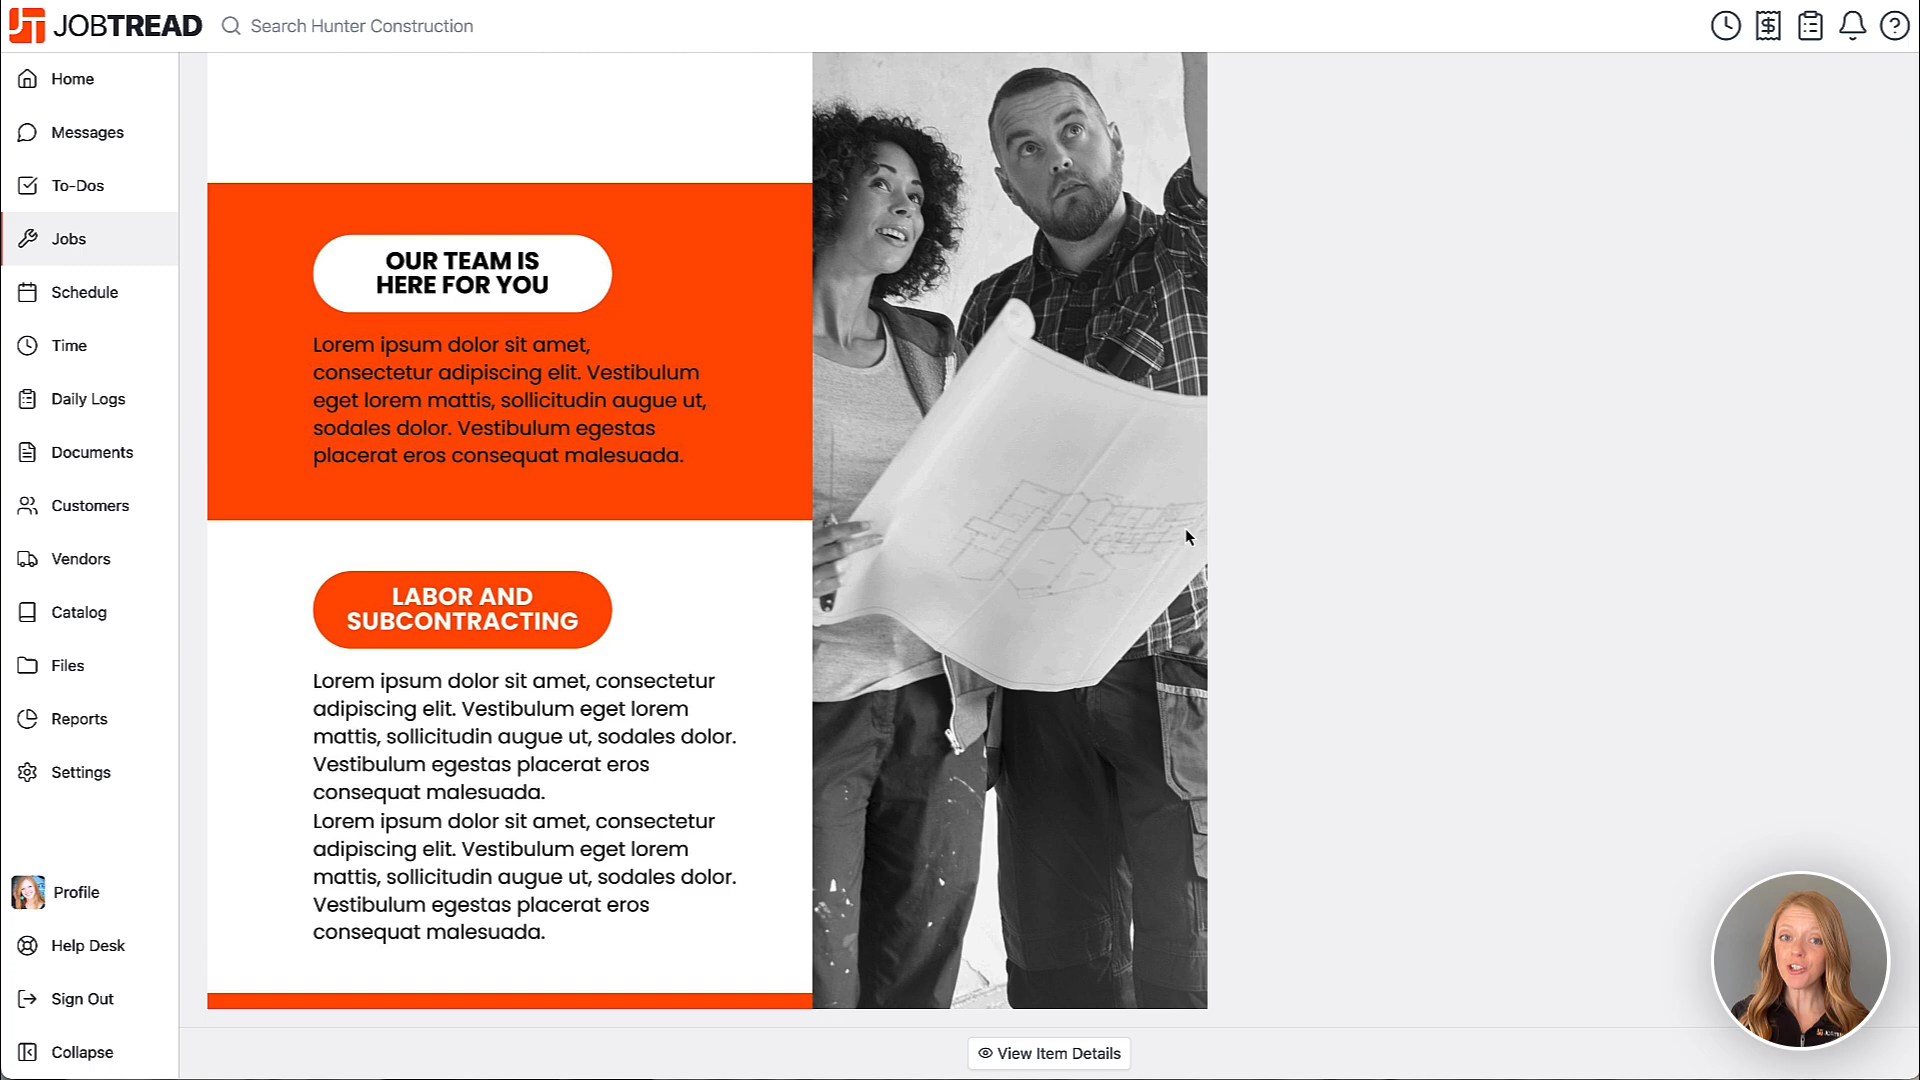 JOBTREAD
Search Hunter Construction
Home
Messages
To-Dos
Jobs
Schedule
Time
Daily Logs
Documents
Customers
Vendors
Catalog
Files
Reports
Settings
Profile
Help Desk
Sign Out
Collapse
OUR TEAM IS
HERE FOR YOU
Lorem ipsum dolor sit amet,
consectetur adipiscing elit. Vestibulum
eget lorem mattis, sollicitudin augue ut,
sodales dolor. Vestibulum egestas
placerat eros consequat malesuada.
LABOR AND
SUBCONTRACTING
Lorem ipsum dolor sit amet, consectetur
adipiscing elit. Vestibulum eget lorem
mattis, sollicitudin augue ut, sodales dolor.
Vestibulum egestas placerat eros
consequat malesuada.
Lorem ipsum dolor sit amet, consectetur
adipiscing elit. Vestibulum eget lorem
mattis, sollicitudin augue ut, sodales dolor.
Vestibulum egestas placerat eros
consequat malesuada.
View Item Details